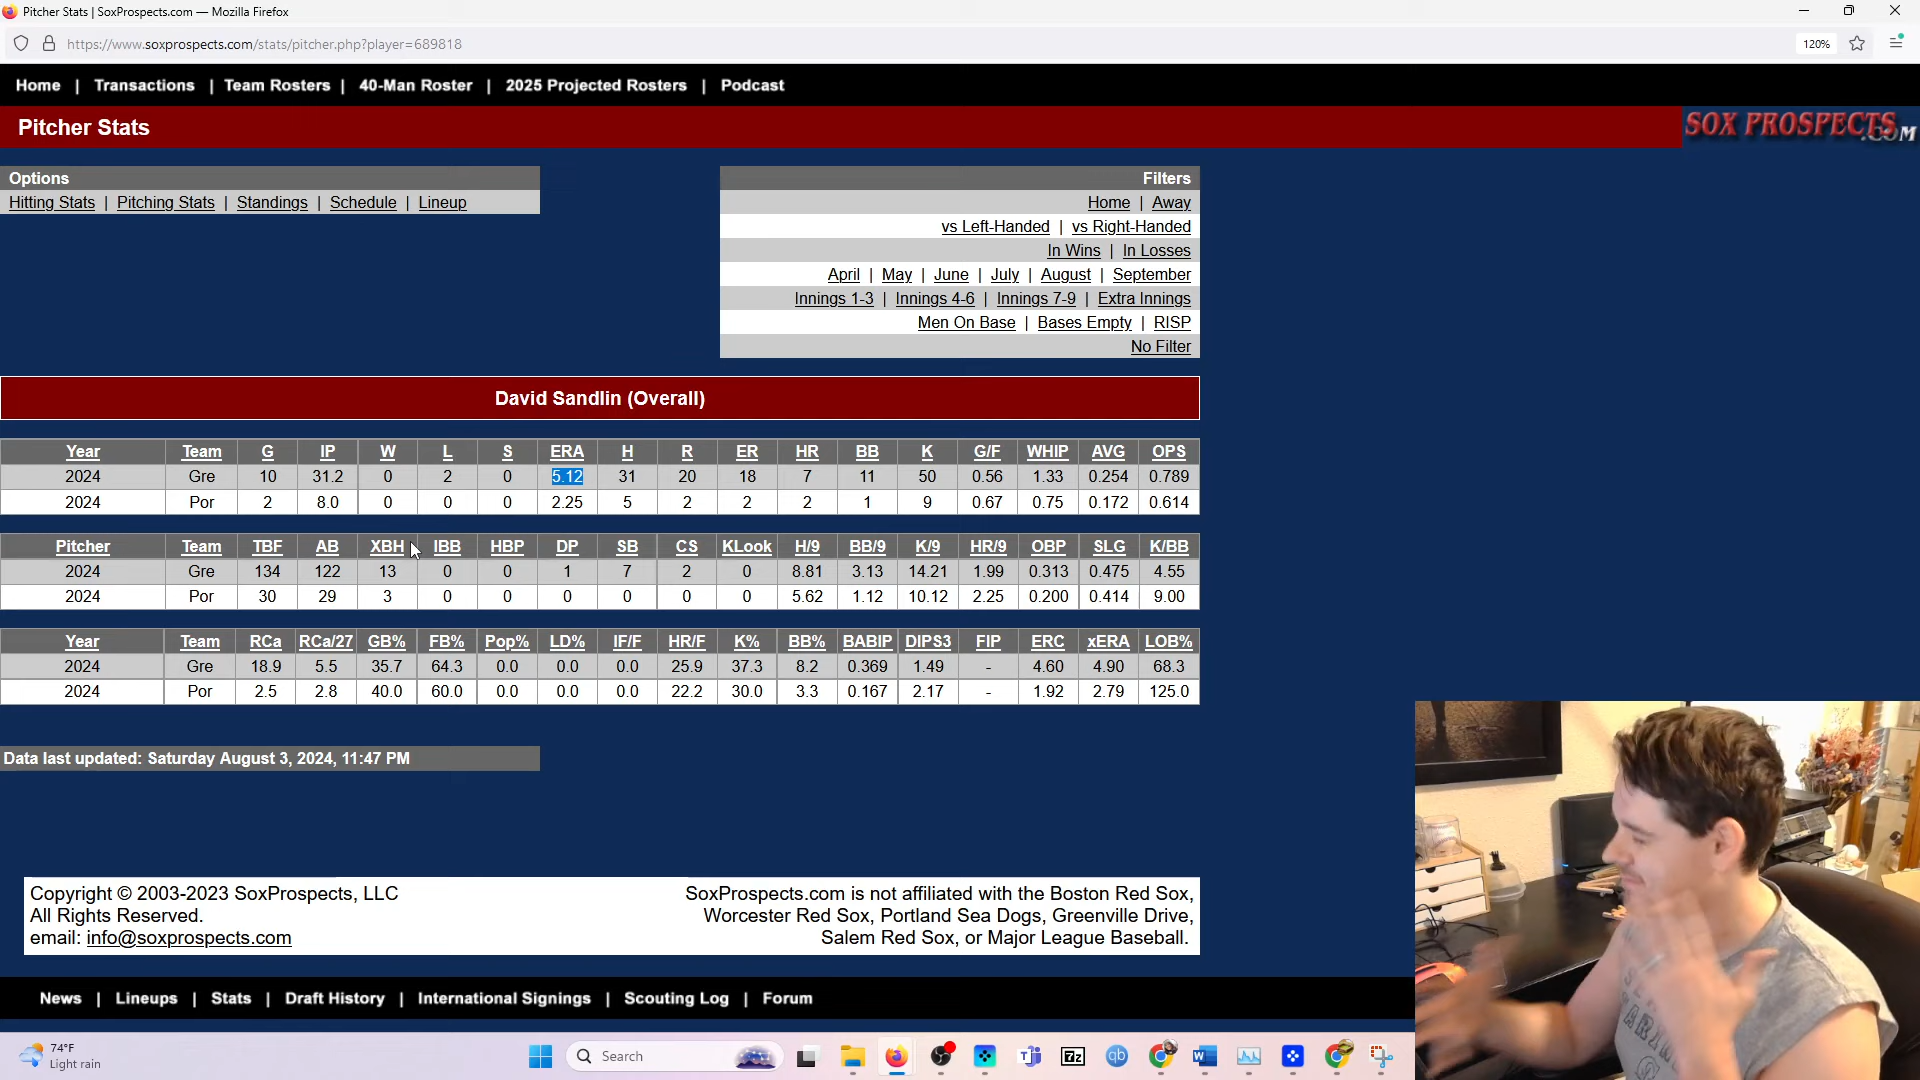 Pitcher Stats | SoxProspects.com — Mozilla Firefox
https://www.soxprospects.com/stats/pitcher.php?player=689818
120%
Home | Transactions | Team Rosters | 40-Man Roster | 2025 Projected Rosters | Podcast
Pitcher Stats
SOX PROSPECTS.COM
Options
Hitting Stats | Pitching Stats | Standings | Schedule | Lineup
Filters
Home | Away
vs Left-Handed | vs Right-Handed
In Wins | In Losses
April | May | June | July | August | September
Innings 1-3 | Innings 4-6 | Innings 7-9 | Extra Innings
Men On Base | Bases Empty | RISP
No Filter
David Sandlin (Overall)
Year Team G IP W L S ERA H R ER HR BB K G/F WHIP AVG OPS
2024 Gre 10 31.2 0 2 0 5.12 31 20 18 7 11 50 0.56 1.33 0.254 0.789
2024 Por 2 8.0 0 0 0 2.25 5 2 2 2 1 9 0.67 0.75 0.172 0.614
Pitcher Team TBF AB XBH IBB HBP DP SB CS KLook H/9 BB/9 K/9 HR/9 OBP SLG K/BB
2024 Gre 134 122 13 0 0 1 7 2 0 8.81 3.13 14.21 1.99 0.313 0.475 4.55
2024 Por 30 29 3 0 0 0 0 0 0 5.62 1.12 10.12 2.25 0.200 0.414 9.00
Year Team RCa RCa/27 GB% FB% Pop% LD% IF/F HR/F K% BB% BABIP DIPS3 FIP ERC xERA LOB%
2024 Gre 18.9 5.5 35.7 64.3 0.0 0.0 0.0 25.9 37.3 8.2 0.369 1.49 - 4.60 4.90 68.3
2024 Por 2.5 2.8 40.0 60.0 0.0 0.0 0.0 22.2 30.0 3.3 0.167 2.17 - 1.92 2.79 125.0
Data last updated: Saturday August 3, 2024, 11:47 PM
Copyright © 2003-2023 SoxProspects, LLC
All Rights Reserved.
email: info@soxprospects.com
SoxProspects.com is not affiliated with the Boston Red Sox,
Worcester Red Sox, Portland Sea Dogs, Greenville Drive,
Salem Red Sox, or Major League Baseball.
News | Lineups | Stats | Draft History | International Signings | Scouting Log | Forum
74°F
Light rain
Search
7z
qb